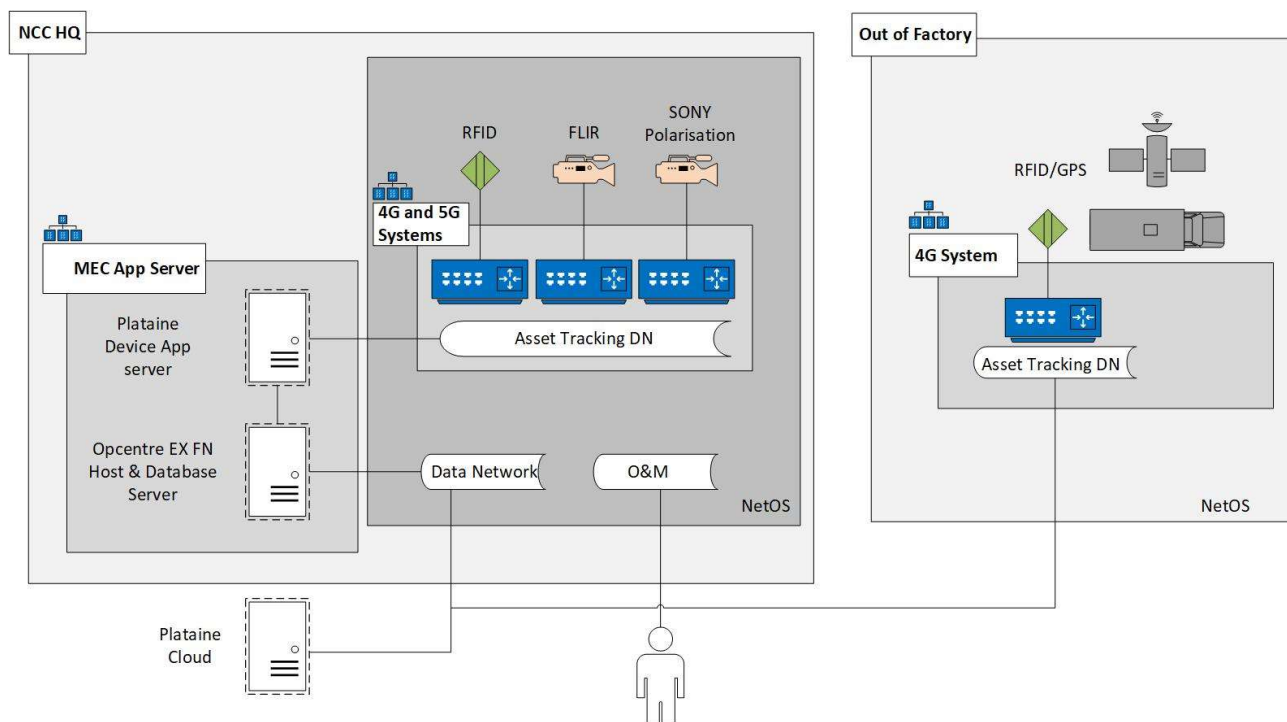 NCC HQ
Out of Factory
RFID
FLIR
SONY
Polarisation
RFID/GPS
4G and 5G
Systems
4G System
MEC App Server
Plataine
Device App
server
Asset Tracking DN
Asset Tracking DN
Opcentre EX FN
Host & Database
Server
Data Network
O&M
NetOS
NetOS
Plataine
Cloud